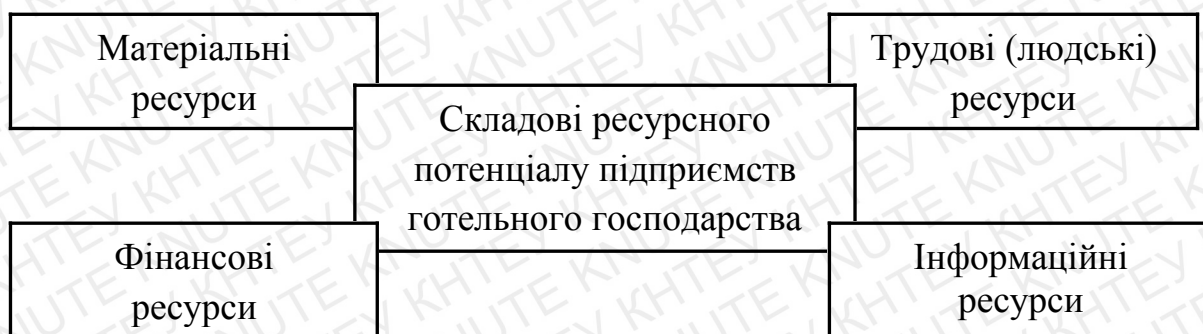 Матеріальні
ресурси
Трудові (людські)
ресурси
Складові ресурсного
потенціалу підприємств
готельного господарства
Фінансові
ресурси
Інформаційні
ресурси